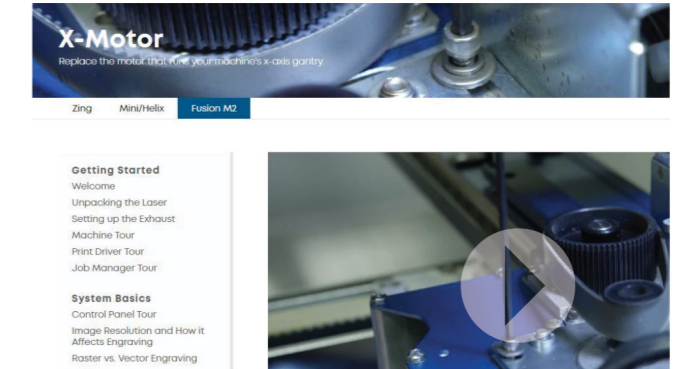 X-Motor
Replace the motor that runs your machine's x-axis gantry.
Zing Mini/Helix Fusion M2
Getting Started
Welcome
Unpacking the Laser
Setting up the Exhaust
Machine Tour
Print Driver Tour
Job Manager Tour
System Basics
Control Panel Tour
Image Resolution and How it
Affects Engraving
Raster vs. Vector Engraving